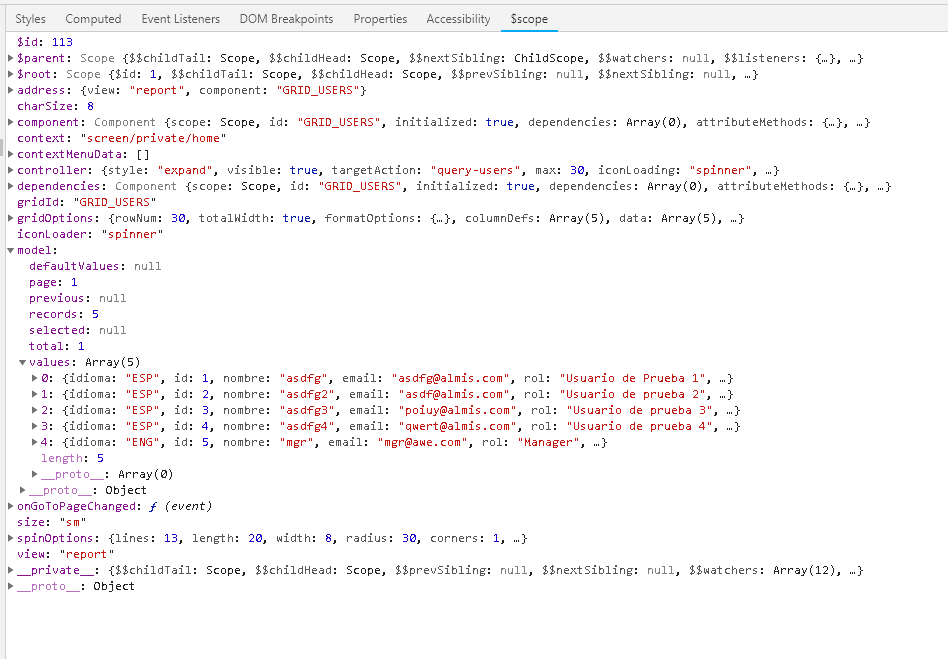 Styles Computed Event Listeners DOM Breakpoints Properties Accessibility $scope
$id: 113
$parent: Scope {$$childTail: Scope, $$childHead: Scope, $$nextSibling: ChildScope, $$watchers: null, $$listeners: {…}, …}
$root: Scope {$id: 1, $$childTail: Scope, $$childHead: Scope, $$prevSibling: null, $$nextSibling: null, …}
address: {view: "report", component: "GRID_USERS"}
charSize: 8
component: Component {scope: Scope, id: "GRID_USERS", initialized: true, dependencies: Array(0), attributeMethods: {…}, …}
context: "screen/private/home"
contextMenuData: []
controller: {style: "expand", visible: true, targetAction: "query-users", max: 30, iconLoading: "spinner", …}
dependencies: Component {scope: Scope, id: "GRID_USERS", initialized: true, dependencies: Array(0), attributeMethods: {…}, …}
gridId: "GRID_USERS"
gridOptions: {rowNum: 30, totalWidth: true, formatOptions: {…}, columnDefs: Array(5), data: Array(5), …}
iconLoader: "spinner"
model:
defaultValues: null
page: 1
previous: null
records: 5
selected: null
total: 1
values: Array(5)
0: {idioma: "ESP", id: 1, nombre: "asdfg", email: "asdfg@almis.com", rol: "Usuario de Prueba 1", …}
1: {idioma: "ESP", id: 2, nombre: "asdfg2", email: "asdf@almis.com", rol: "Usuario de prueba 2", …}
2: {idioma: "ESP", id: 3, nombre: "asdfg3", email: "poiuy@almis.com", rol: "Usuario de prueba 3", …}
3: {idioma: "ESP", id: 4, nombre: "asdfg4", email: "qwert@almis.com", rol: "Usuario de prueba 4", …}
4: {idioma: "ENG", id: 5, nombre: "mgr", email: "mgr@awe.com", rol: "Manager", …}
length: 5
__proto__: Array(0)
__proto__: Object
onGoToPageChanged: ƒ (event)
size: "sm"
spinOptions: {lines: 13, length: 20, width: 8, radius: 30, corners: 1, …}
view: "report"
__private__: {$$childTail: Scope, $$childHead: Scope, $$prevSibling: null, $$nextSibling: null, $$watchers: Array(12), …}
__proto__: Object